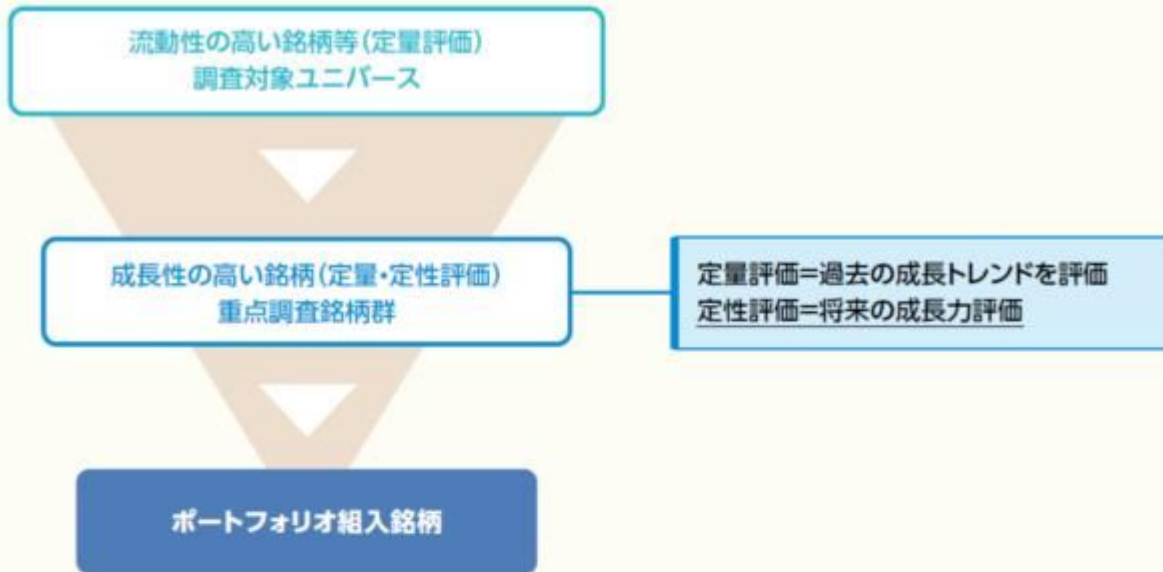 流動性の高い銘柄等(定量評価)
調査対象ユニバース
成長性の高い銘柄(定量・定性評価)
重点調査銘柄群
定量評価=過去の成長トレンドを評価
定性評価=将来の成長力評価
ポートフォリオ組入銘柄